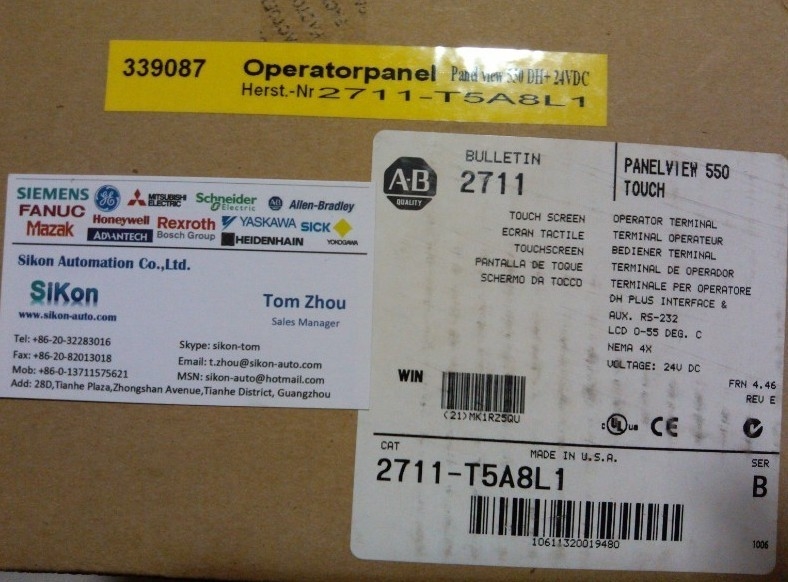 339087 Operatorpanel Panel View 550 DH+ 24VDC
Herst.-Nr 2711-T5A8L1
SIEMENS GE MITSUBISHI ELECTRIC Schneider Electric AB Allen-Bradley
FANUC Honeywell Rexroth Bosch Group YASKAWA SICK
Mazak ADVANTECH HEIDENHAIN YOKOGAWA
Sikon Automation Co.,Ltd.
SiKon
www.sikon-auto.com
Tom Zhou
Sales Manager
Tel: +86-20-32283016
Fax: +86-20-82013018
Mob: +86-0-13711575621
Skype: sikon-tom
Email: t.zhou@sikon-auto.com
MSN: sikon-auto@hotmail.com
Add: 28D,Tianhe Plaza,Zhongshan Avenue,Tianhe District, Guangzhou
A-B
QUALITY
BULLETIN
2711
PANELVIEW 550
TOUCH
TOUCH SCREEN
ECRAN TACTILE
TOUCHSCREEN
PANTALLA DE TOQUE
SCHERMO DA TOCCO
OPERATOR TERMINAL
TERMINAL OPERATEUR
BEDIENER TERMINAL
TERMINAL DE OPERADOR
TERMINALE PER OPERATORE
DH PLUS INTERFACE &
AUX. RS-232
LCD 0-55 DEG. C
NEMA 4X
VOLTAGE: 24V DC
FRN 4.46
REV E
WIN
(21)MK1RZ5QU
c UL us CE
CAT
MADE IN U.S.A.
SER
2711-T5A8L1
B
10611320019480
1006